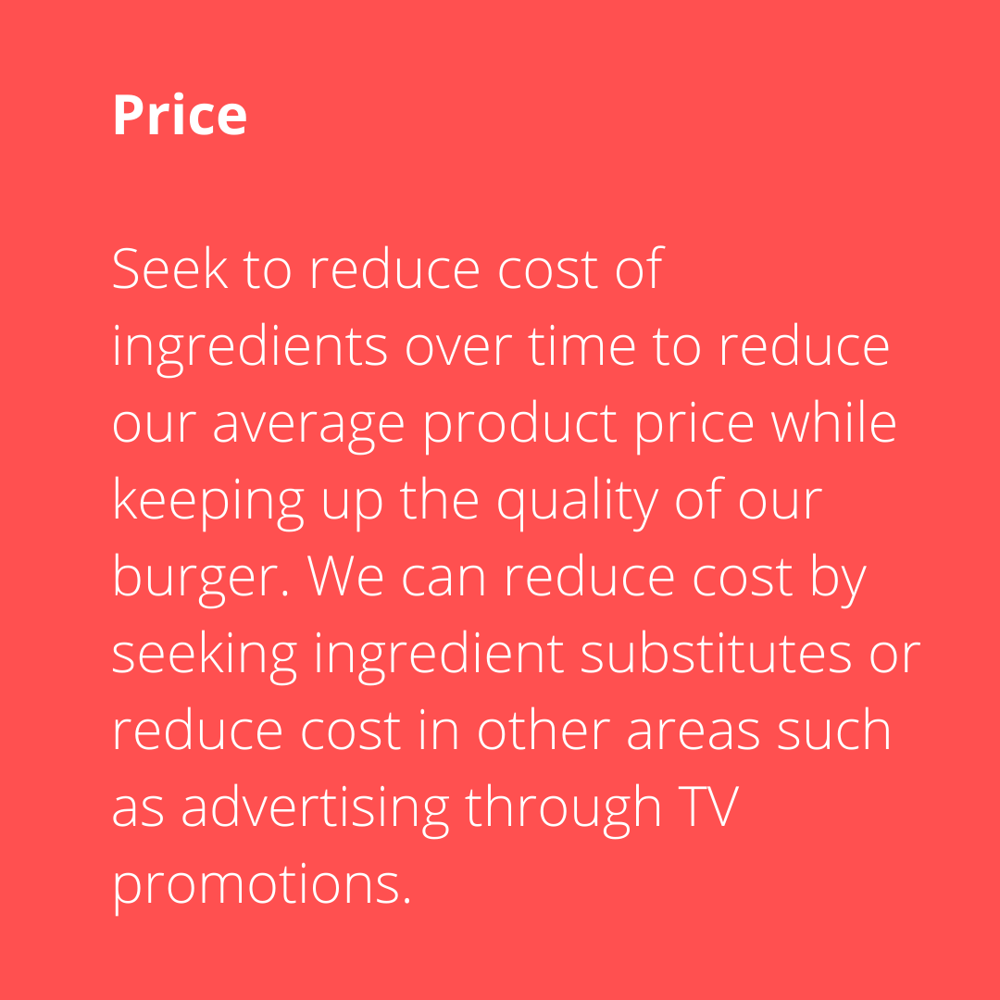 Price
Seek to reduce cost of
ingredients over time to reduce
our average product price while
keeping up the quality of our
burger. We can reduce cost by
seeking ingredient substitutes or
reduce cost in other areas such
as advertising through TV
promotions.